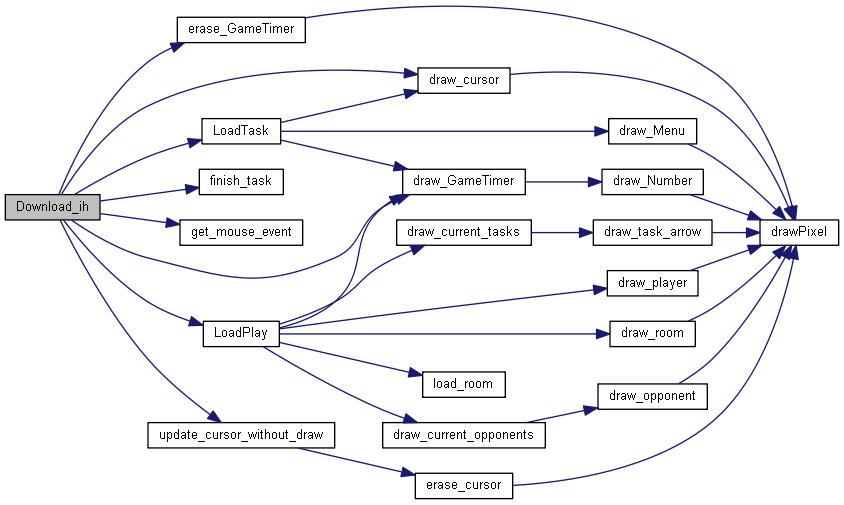 erase_GameTimer
draw_cursor
LoadTask
draw_Menu
finish_task
draw_GameTimer
draw_Number
Download_ih
get_mouse_event
draw_current_tasks
draw_task_arrow
drawPixel
draw_player
LoadPlay
draw_room
load_room
draw_opponent
update_cursor_without_draw
draw_current_opponents
erase_cursor